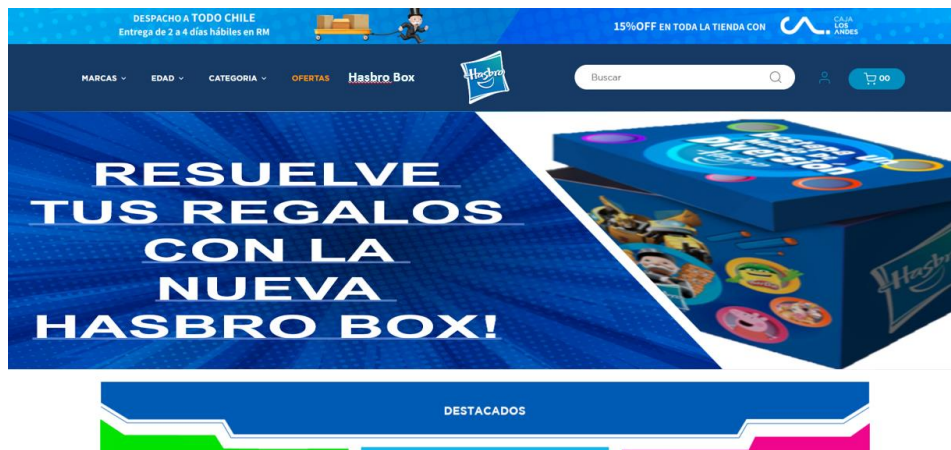 DESPACHO A TODO CHILE
Entrega de 2 a 4 días hábiles en RM
15%OFF EN TODA LA TIENDA CON
CAJA
LOS
ANDES
MARCAS
EDAD
CATEGORIA
OFERTAS
Hasbro Box
Hasbro
Buscar
00
RESUELVE
TUS REGALOS
CON LA
NUEVA
HASBRO BOX!
Diversión
Hasbro
Hasbro
DESTACADOS